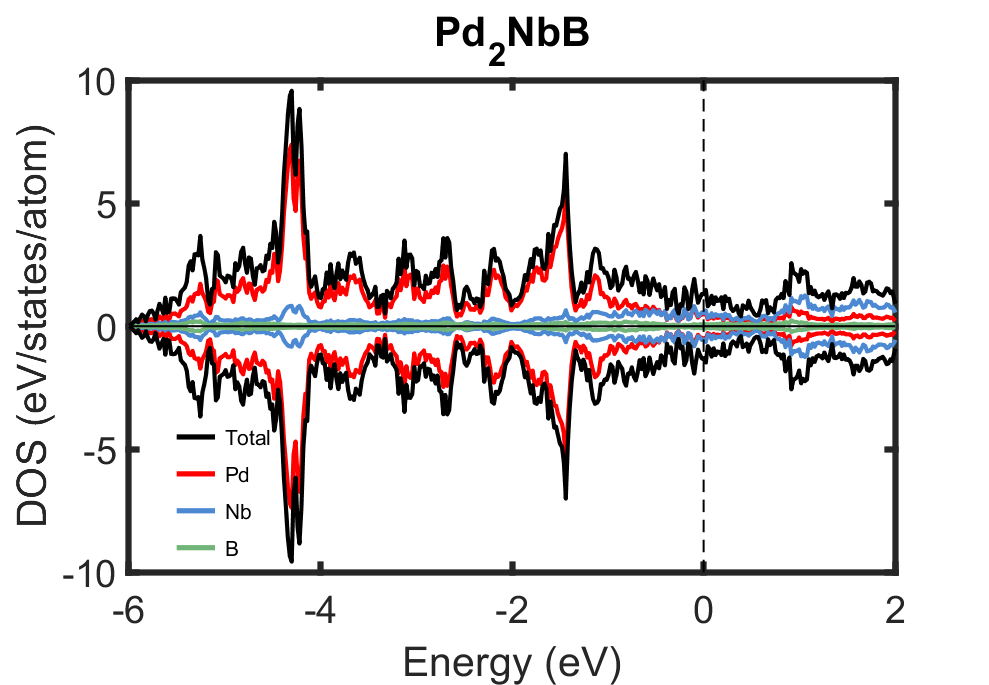 Pd2NbB
10
5
0
-5
-10
DOS (eV/states/atom)
Total
Pd
Nb
B
-6
-4
-2
0
2
Energy (eV)